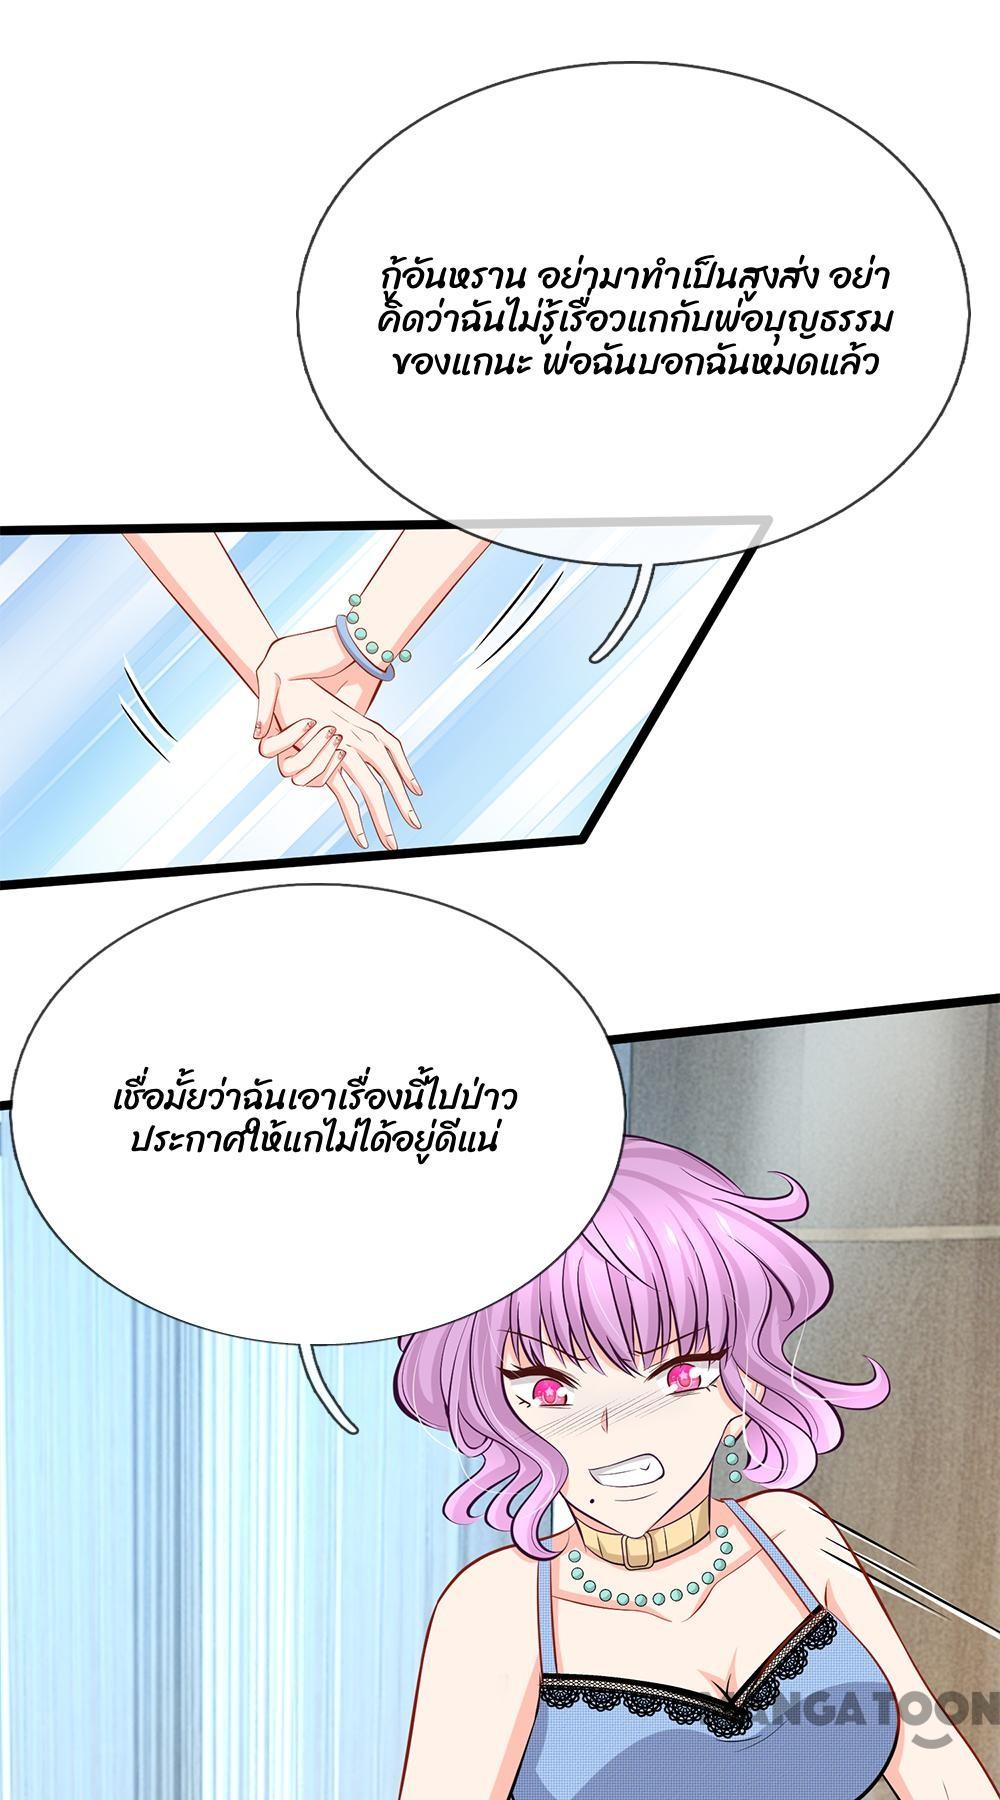 กู้อันหราน อย่ามาทำเป็นสูงส่ง อย่า
คิดว่าฉันไม่รู้เรื่อวแกกับพ่อบุญธรรม
ของแกนะ พ่อฉันบอกฉันหมดแล้ว
เชื่อมั้ยว่าฉันเอาเรื่องนี้ไปป่าว
ประกาศให้แกไม่ได้อยู่ดีแน่
MANGATOON